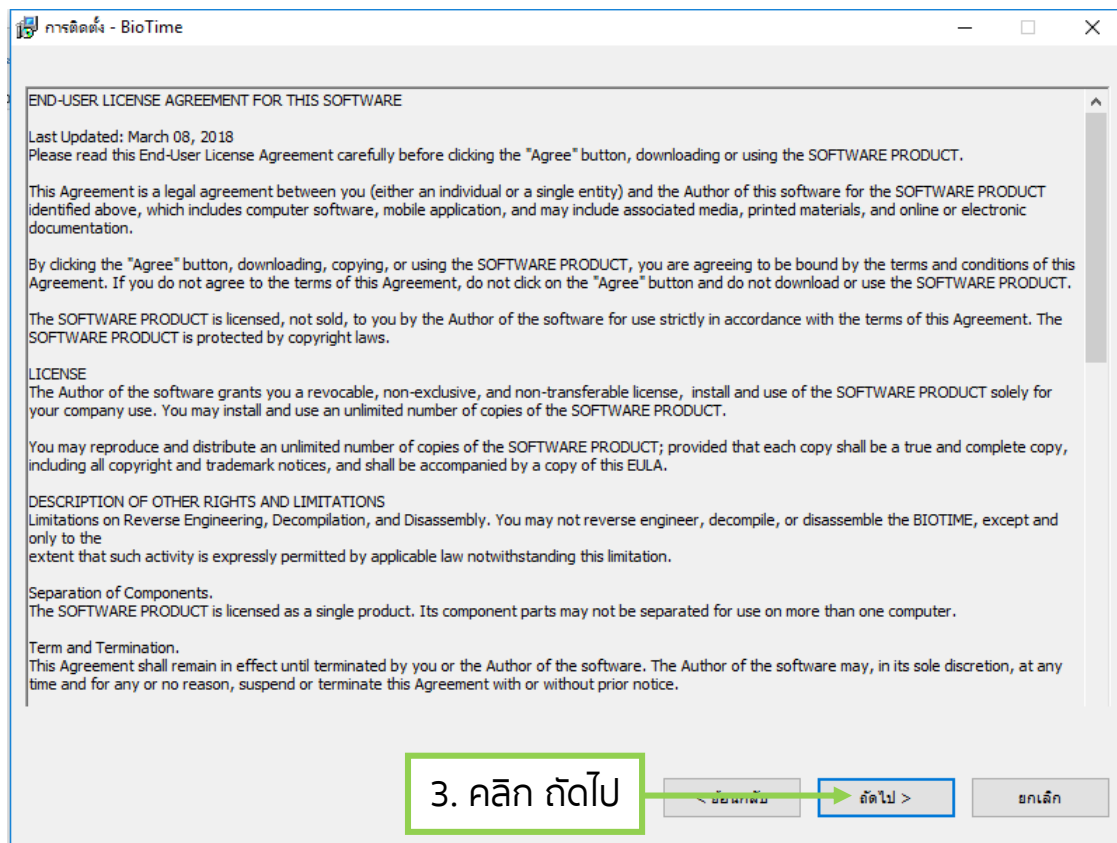 การติดตั้ง - BioTime
END-USER LICENSE AGREEMENT FOR THIS SOFTWARE
Last Updated: March 08, 2018
Please read this End-User License Agreement carefully before clicking the "Agree" button, downloading or using the SOFTWARE PRODUCT.
This Agreement is a legal agreement between you (either an individual or a single entity) and the Author of this software for the SOFTWARE PRODUCT
identified above, which includes computer software, mobile application, and may include associated media, printed materials, and online or electronic
documentation.
By clicking the "Agree" button, downloading, copying, or using the SOFTWARE PRODUCT, you are agreeing to be bound by the terms and conditions of this
Agreement. If you do not agree to the terms of this Agreement, do not click on the "Agree" button and do not download or use the SOFTWARE PRODUCT.
The SOFTWARE PRODUCT is licensed, not sold, to you by the Author of the software for use strictly in accordance with the terms of this Agreement. The
SOFTWARE PRODUCT is protected by copyright laws.
LICENSE
The Author of the software grants you a revocable, non-exclusive, and non-transferable license, install and use of the SOFTWARE PRODUCT solely for
your company use. You may install and use an unlimited number of copies of the SOFTWARE PRODUCT.
You may reproduce and distribute an unlimited number of copies of the SOFTWARE PRODUCT; provided that each copy shall be a true and complete copy,
including all copyright and trademark notices, and shall be accompanied by a copy of this EULA.
DESCRIPTION OF OTHER RIGHTS AND LIMITATIONS
Limitations on Reverse Engineering, Decompilation, and Disassembly. You may not reverse engineer, decompile, or disassemble the BIOTIME, except and
only to the
extent that such activity is expressly permitted by applicable law notwithstanding this limitation.
Separation of Components.
The SOFTWARE PRODUCT is licensed as a single product. Its component parts may not be separated for use on more than one computer.
Term and Termination.
This Agreement shall remain in effect until terminated by you or the Author of the software. The Author of the software may, in its sole discretion, at any
time and for any or no reason, suspend or terminate this Agreement with or without prior notice.
3. คลิก ถัดไป
< ย้อนกลับ
ถัดไป >
ยกเลิก